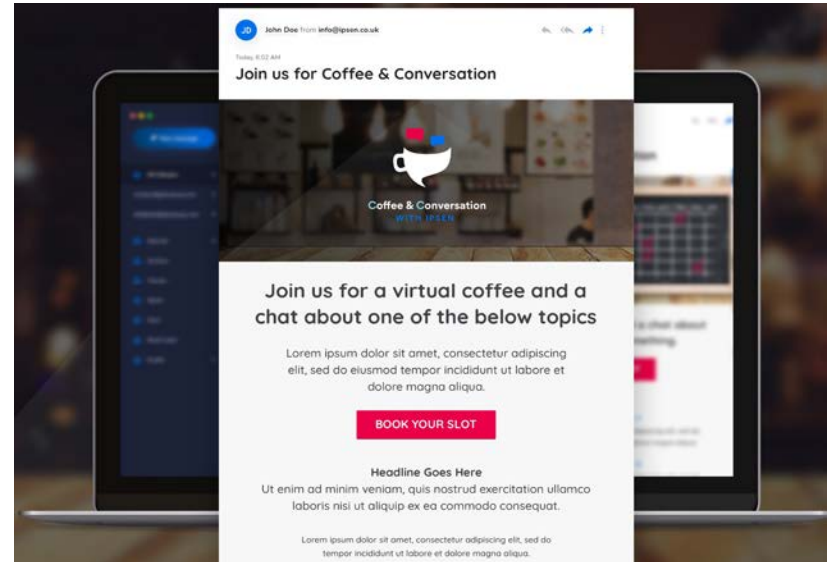 JD
John Doe from info@ipsen.co.uk
Today, 6:02 AM
Join us for Coffee & Conversation
Coffee & Conversation
WITH IPSEN
Join us for a virtual coffee and a
chat about one of the below topics
Lorem ipsum dolor sit amet, consectetur adipiscing
elit, sed do eiusmod tempor incididunt ut labore et
dolore magna aliqua.
BOOK YOUR SLOT
Headline Goes Here
Ut enim ad minim veniam, quis nostrud exercitation ullamco
laboris nisi ut aliquip ex ea commodo consequat.
Lorem ipsum dolor sit amet, consectetur adipiscing elit, sed do
tempor incididunt ut labore et dolore magna aliqua.